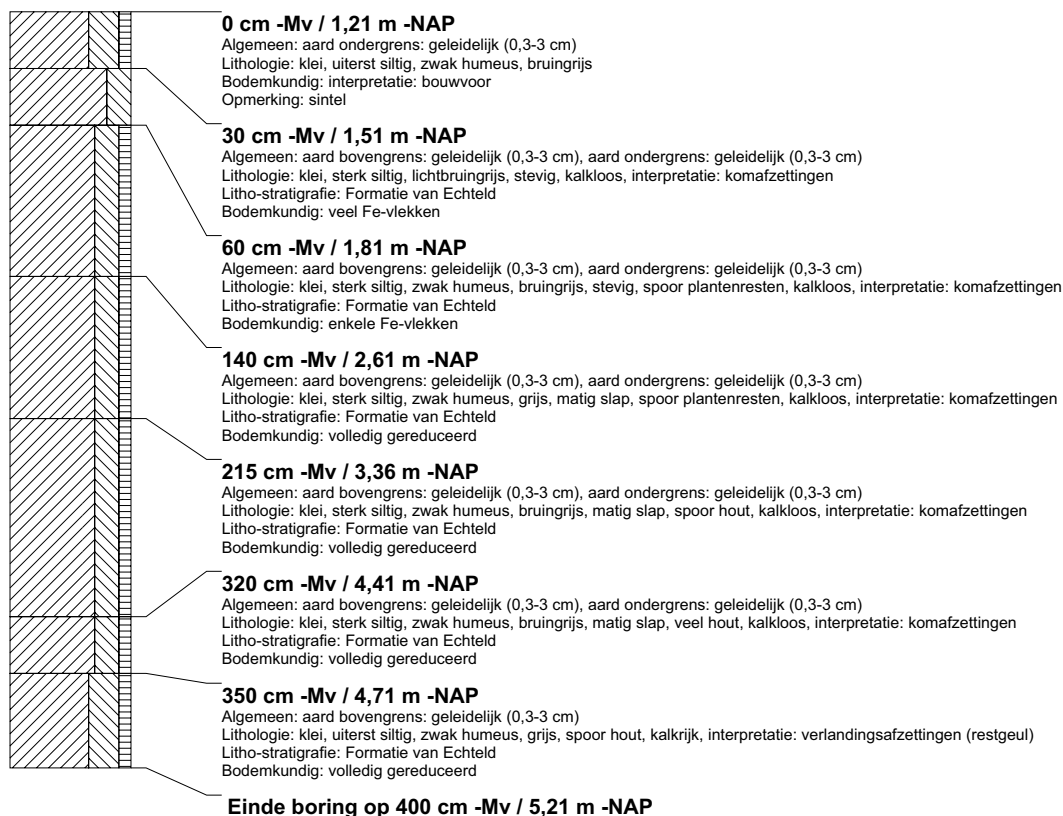 0 cm -Mv / 1,21 m -NAP
Algemeen: aard ondergrens: geleidelijk (0,3-3 cm)
Lithologie: klei, uiterst siltig, zwak humeus, bruingrijs
Bodemkundig: interpretatie: bouwvoor
Opmerking: sintel
30 cm -Mv / 1,51 m -NAP
Algemeen: aard bovengrens: geleidelijk (0,3-3 cm), aard ondergrens: geleidelijk (0,3-3 cm)
Lithologie: klei, sterk siltig, lichtbruingrijs, stevig, kalkloos, interpretatie: komafzettingen
Litho-stratigrafie: Formatie van Echteld
Bodemkundig: veel Fe-vlekken
60 cm -Mv / 1,81 m -NAP
Algemeen: aard bovengrens: geleidelijk (0,3-3 cm), aard ondergrens: geleidelijk (0,3-3 cm)
Lithologie: klei, sterk siltig, zwak humeus, bruingrijs, stevig, spoor plantenresten, kalkloos, interpretatie: komafzettingen
Litho-stratigrafie: Formatie van Echteld
Bodemkundig: enkele Fe-vlekken
140 cm -Mv / 2,61 m -NAP
Algemeen: aard bovengrens: geleidelijk (0,3-3 cm), aard ondergrens: geleidelijk (0,3-3 cm)
Lithologie: klei, sterk siltig, zwak humeus, grijs, matig slap, spoor plantenresten, kalkloos, interpretatie: komafzettingen
Litho-stratigrafie: Formatie van Echteld
Bodemkundig: volledig gereduceerd
215 cm -Mv / 3,36 m -NAP
Algemeen: aard bovengrens: geleidelijk (0,3-3 cm), aard ondergrens: geleidelijk (0,3-3 cm)
Lithologie: klei, sterk siltig, zwak humeus, bruingrijs, matig slap, spoor hout, kalkloos, interpretatie: komafzettingen
Litho-stratigrafie: Formatie van Echteld
Bodemkundig: volledig gereduceerd
320 cm -Mv / 4,41 m -NAP
Algemeen: aard bovengrens: geleidelijk (0,3-3 cm), aard ondergrens: geleidelijk (0,3-3 cm)
Lithologie: klei, sterk siltig, zwak humeus, bruingrijs, matig slap, veel hout, kalkloos, interpretatie: komafzettingen
Litho-stratigrafie: Formatie van Echteld
Bodemkundig: volledig gereduceerd
350 cm -Mv / 4,71 m -NAP
Algemeen: aard bovengrens: geleidelijk (0,3-3 cm)
Lithologie: klei, uiterst siltig, zwak humeus, grijs, spoor hout, kalkrijk, interpretatie: verlandingsafzettingen (restgeul)
Litho-stratigrafie: Formatie van Echteld
Bodemkundig: volledig gereduceerd
Einde boring op 400 cm -Mv / 5,21 m -NAP